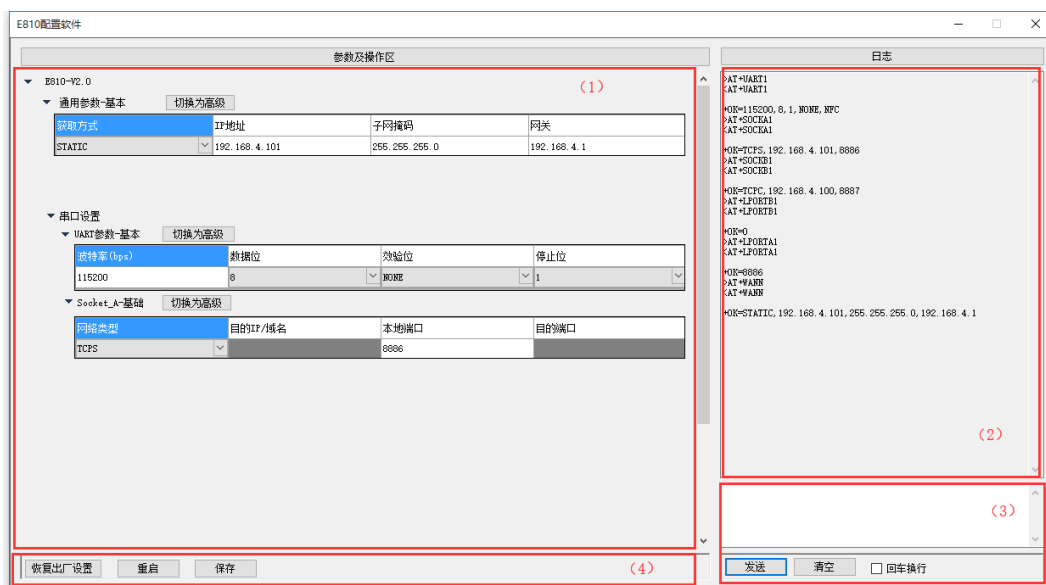 E810配置软件
参数及操作区
E810-V2.0
(1)
通用参数-基本 切换为高级
获取方式 IP地址 子网掩码 网关
STATIC 192.168.4.101 255.255.255.0 192.168.4.1
串口设置
UART参数-基本 切换为高级
波特率(bps) 数据位 效验位 停止位
115200 8 NONE 1
Socket_A-基础 切换为高级
网络类型 目的IP/域名 本地端口 目的端口
TCPS 8886
恢复出厂设置 重启 保存 (4)
日志
>AT+UART1
<AT+UART1
+OK=115200,8,1,NONE,NFC
>AT+SOCKA1
<AT+SOCKA1
+OK=TCPS,192.168.4.101,8886
>AT+SOCKB1
<AT+SOCKB1
+OK=TCPC,192.168.4.100,8887
>AT+LPORTB1
<AT+LPORTB1
+OK=0
>AT+LPORTA1
<AT+LPORTA1
+OK=8886
>AT+WANN
<AT+WANN
+OK=STATIC,192.168.4.101,255.255.255.0,192.168.4.1
(2)
(3)
发送 清空 回车换行